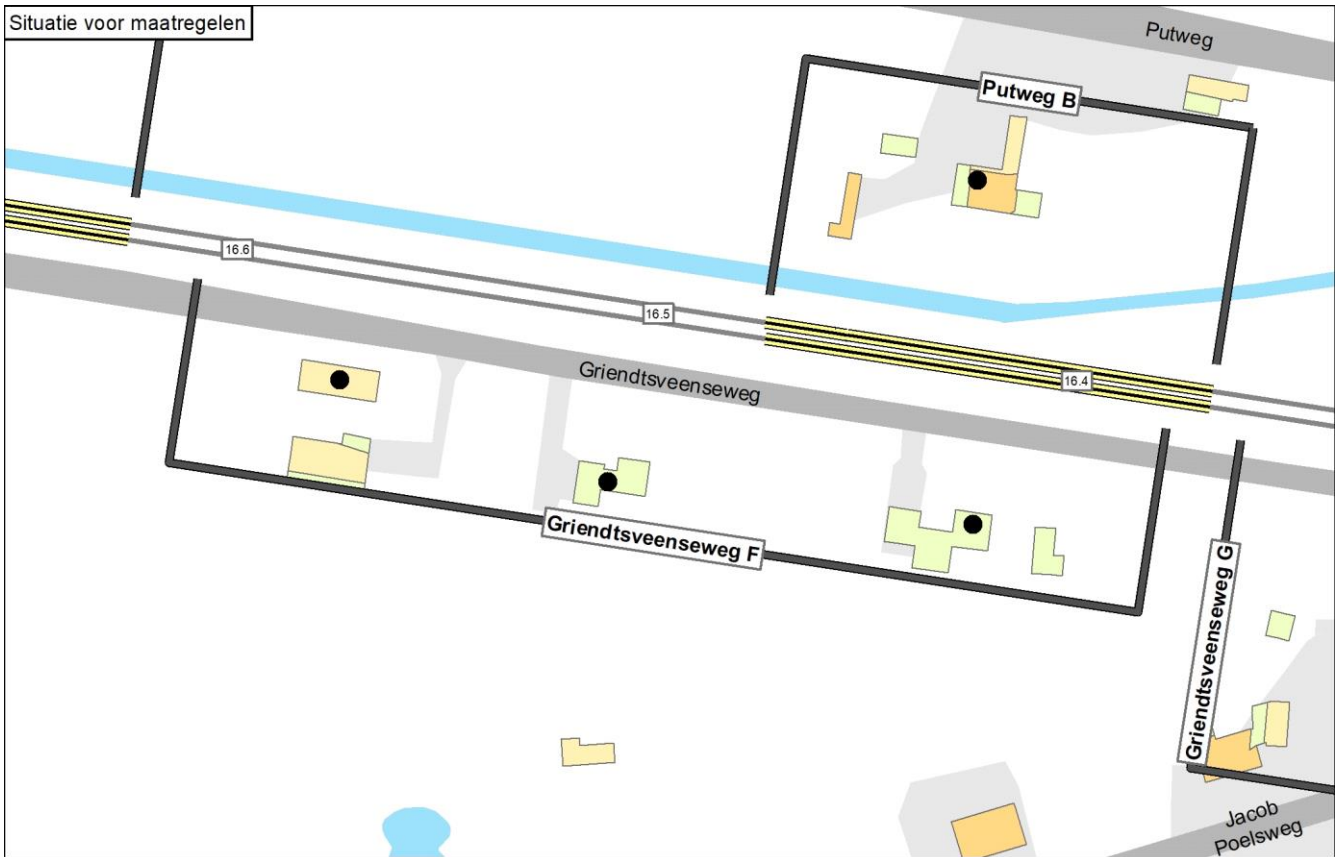 Situatie voor maatregelen
Putweg
Putweg B
16.6
16.5
Griendtsveenseweg
16.4
Griendtsveenseweg F
Griendtsveenseweg G
Jacob
Poelsweg